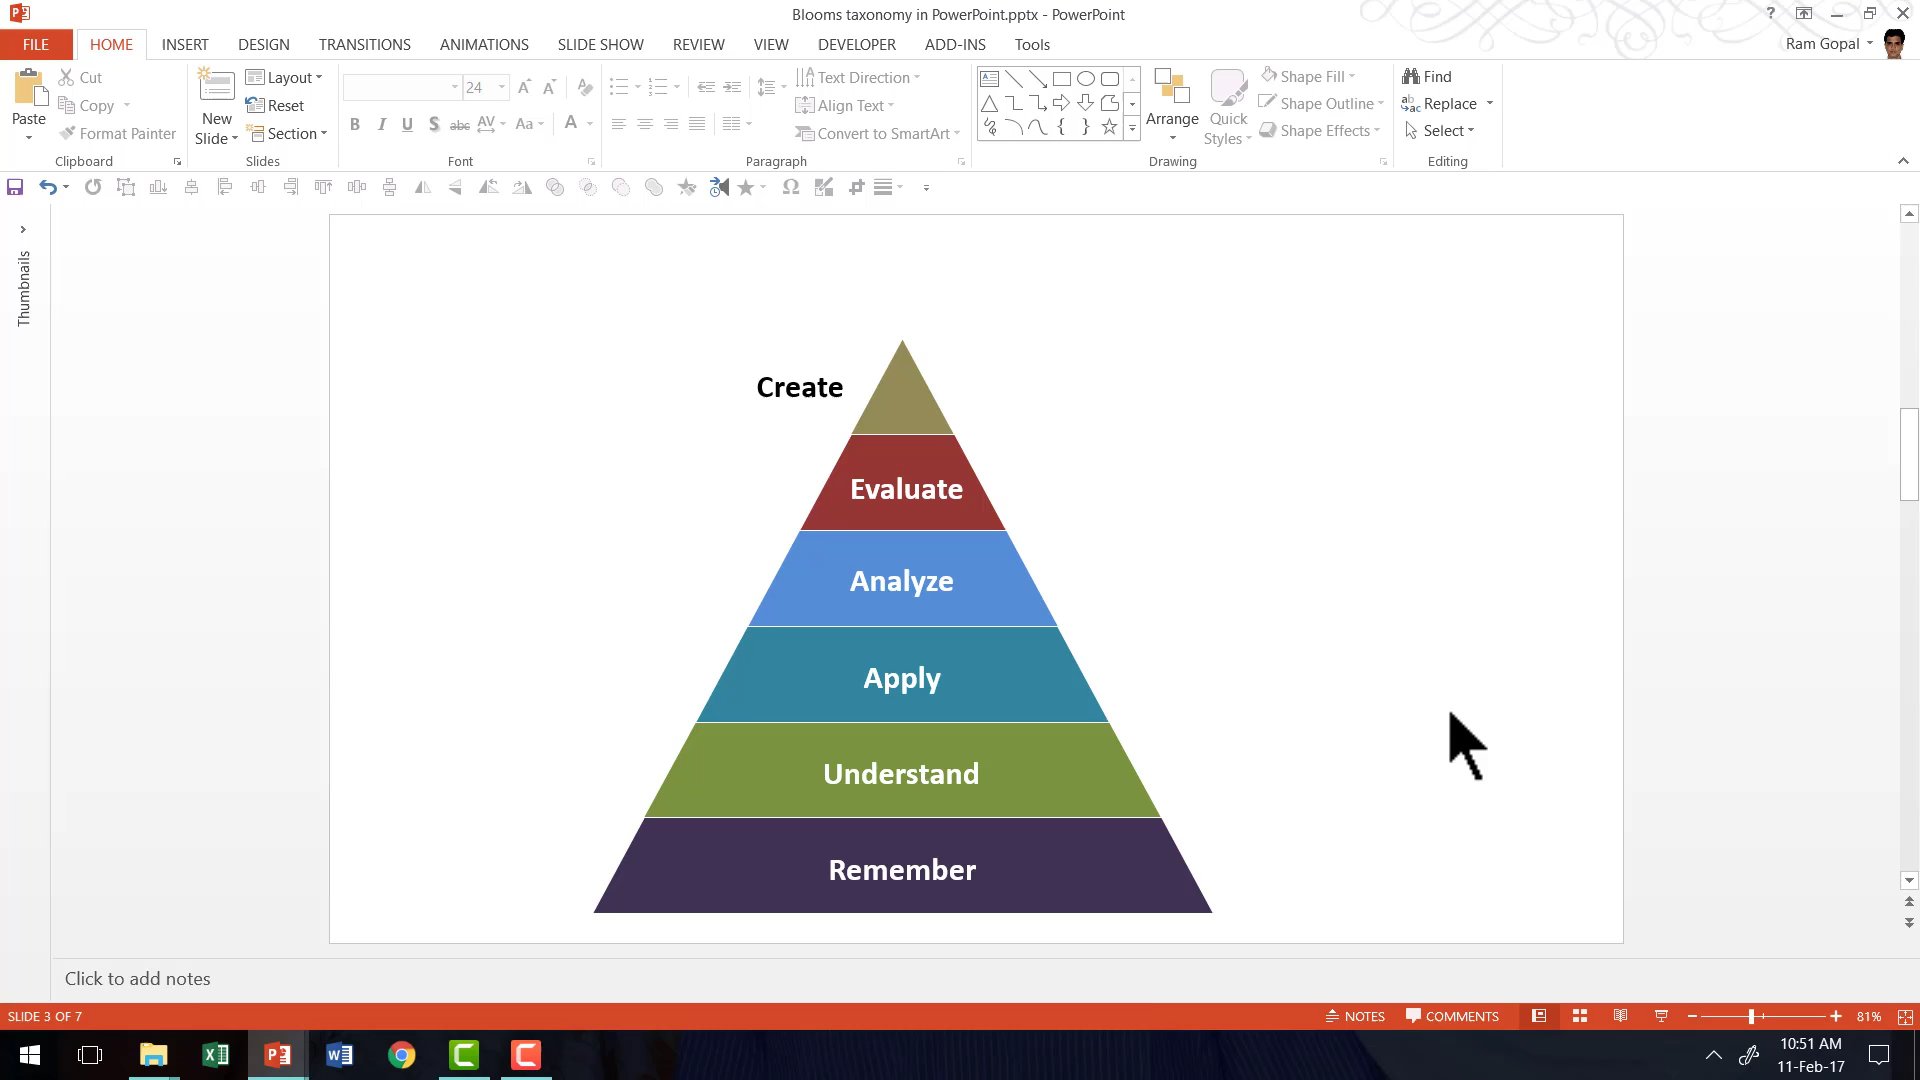 Blooms taxonomy in PowerPoint.pptx - PowerPoint
FILE HOME INSERT DESIGN TRANSITIONS ANIMATIONS SLIDE SHOW REVIEW VIEW DEVELOPER ADD-INS Tools Ram Gopal
Paste
Cut
Copy
Format Painter
Clipboard
New
Slide
Layout
Reset
Section
Slides
24
Font
Text Direction
Align Text
Convert to SmartArt
Paragraph
Arrange
Quick
Styles
Shape Fill
Shape Outline
Shape Effects
Drawing
Find
Replace
Select
Editing
Thumbnails
Create
Evaluate
Analyze
Apply
Understand
Remember
Click to add notes
SLIDE 3 OF 7 NOTES COMMENTS 81%
10:51 AM
11-Feb-17